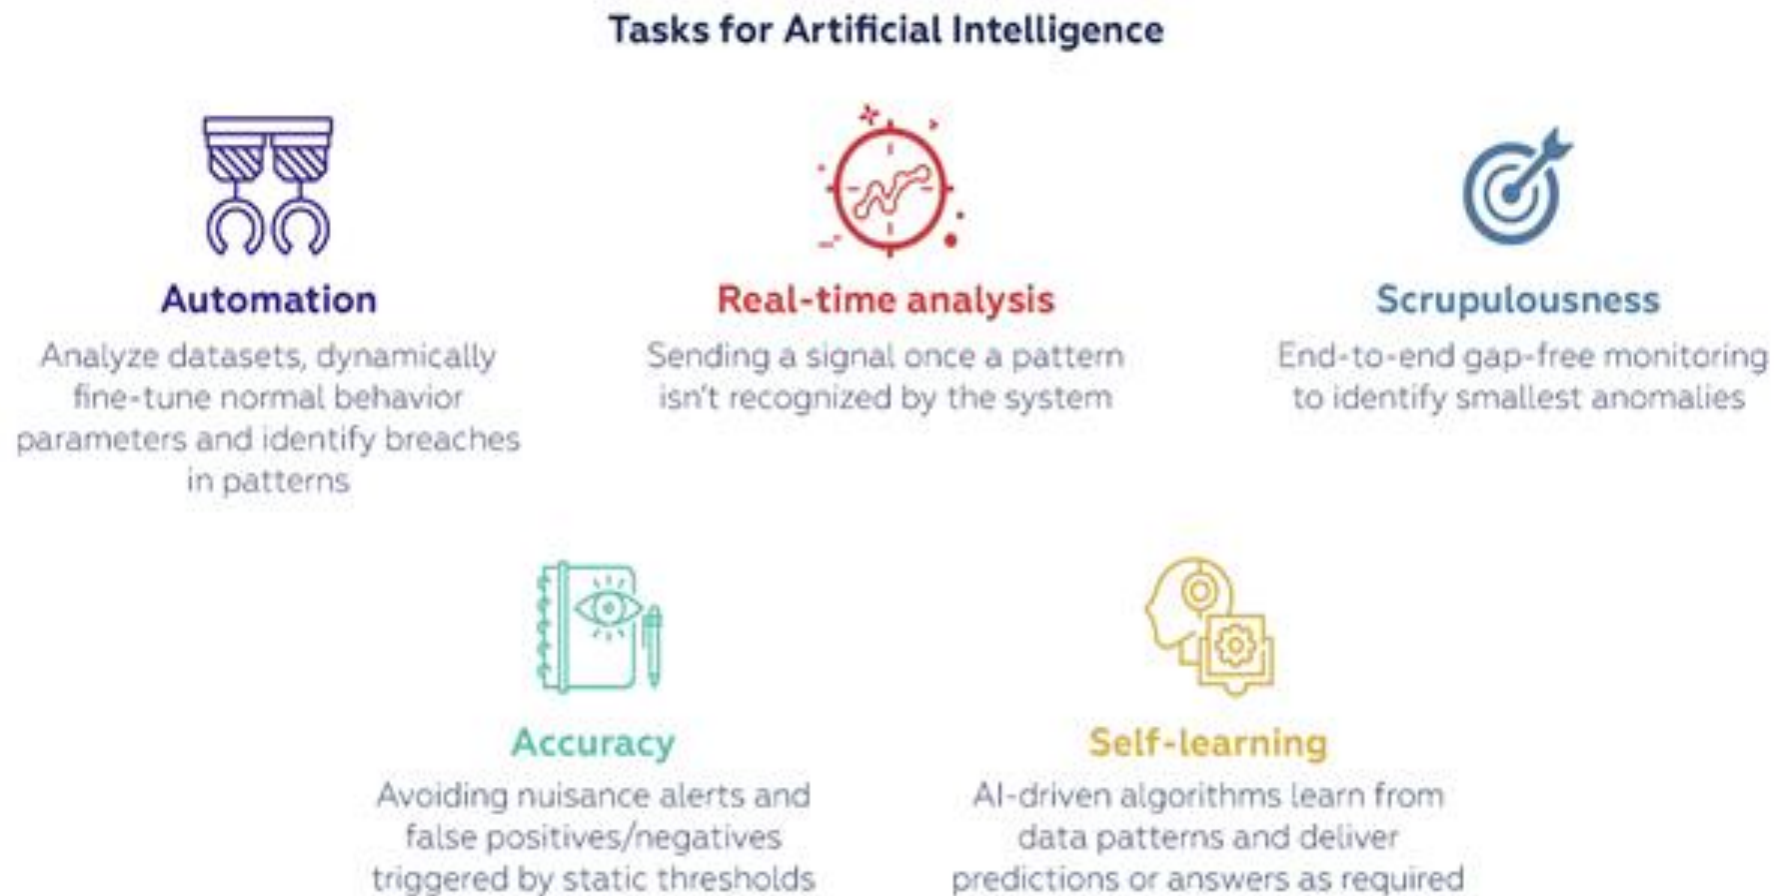 Tasks for Artificial Intelligence
Automation
Analyze datasets, dynamically
fine-tune normal behavior
parameters and identify breaches
in patterns
Real-time analysis
Sending a signal once a pattern
isn't recognized by the system
Scrupulousness
End-to-end gap-free monitoring
to identify smallest anomalies
Accuracy
Avoiding nuisance alerts and
false positives/negatives
triggered by static thresholds
Self-learning
AI-driven algorithms learn from
data patterns and deliver
predictions or answers as required